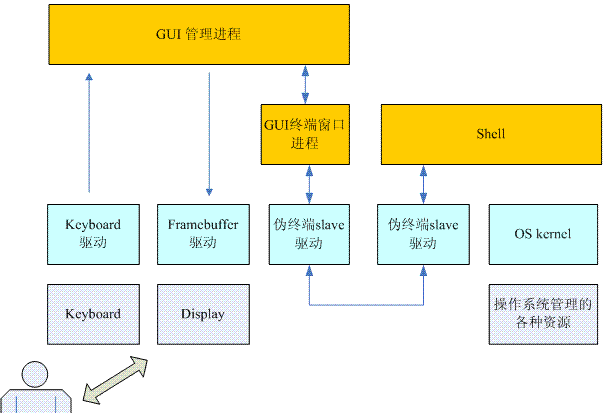 GUI 管理进程
GUI终端窗口
进程
Shell
Keyboard
驱动
Framebuffer
驱动
伪终端slave
驱动
伪终端slave
驱动
OS kernel
Keyboard
Display
操作系统管理的
各种资源